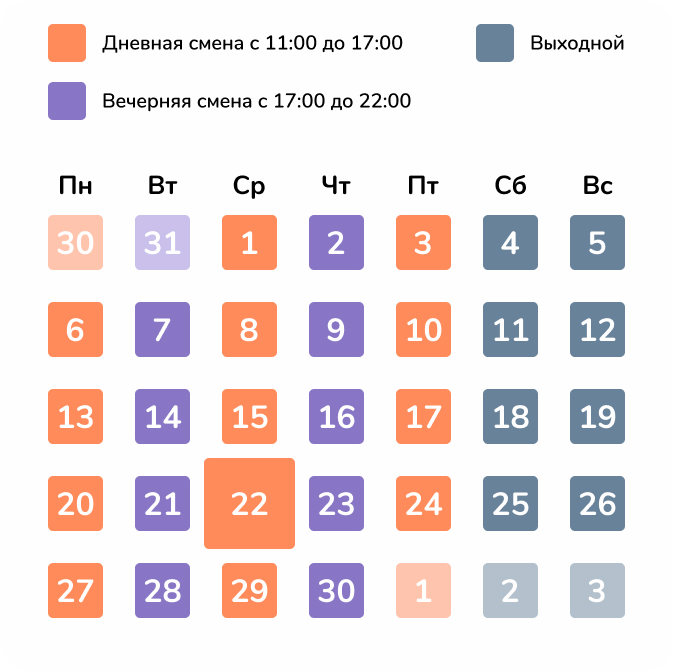 Дневная смена с 11:00 до 17:00 Выходной
Вечерняя смена с 17:00 до 22:00
Пн Вт Ср Чт Пт Сб Вс
30 31 1 2 3 4 5
6 7 8 9 10 11 12
13 14 15 16 17 18 19
20 21 22 23 24 25 26
27 28 29 30 1 2 3